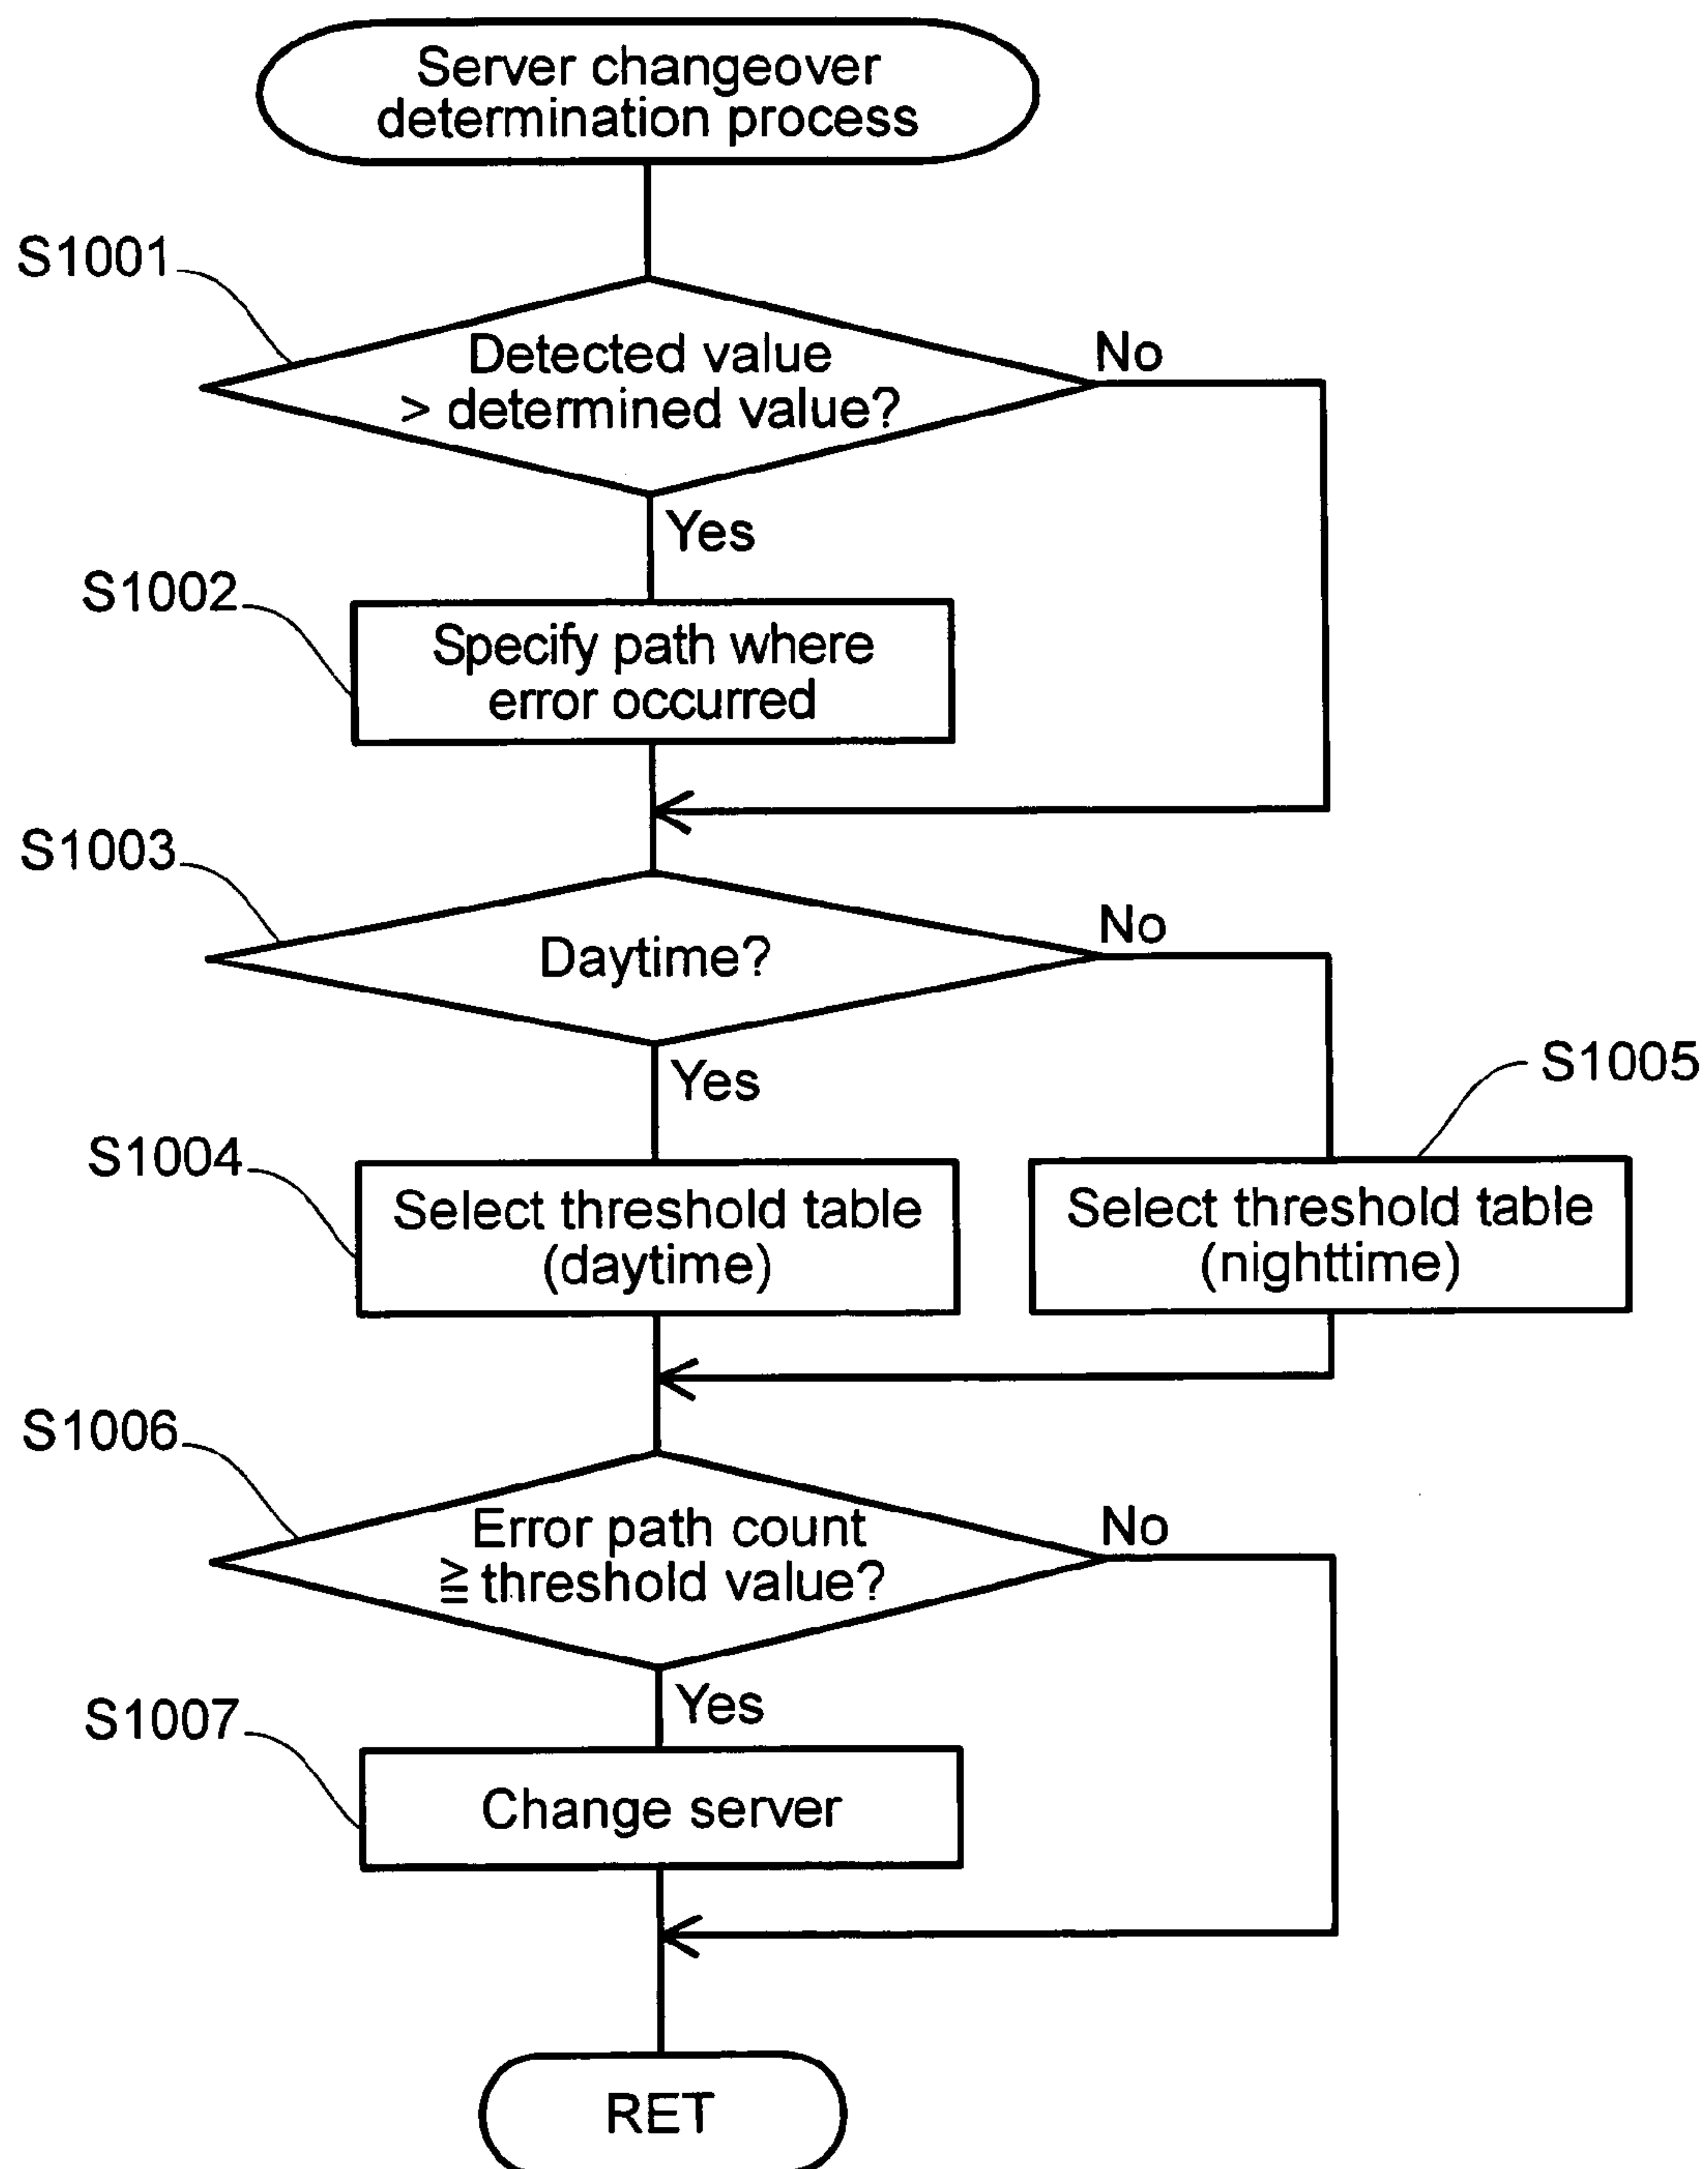 Server changeover
determination process
S1001
Detected value
> determined value?
No
Yes
S1002
Specify path where
error occurred
S1003
Daytime?
No
Yes
S1005
S1004
Select threshold table
(daytime)
Select threshold table
(nighttime)
S1006
Error path count
≧ threshold value?
No
Yes
S1007
Change server
RET